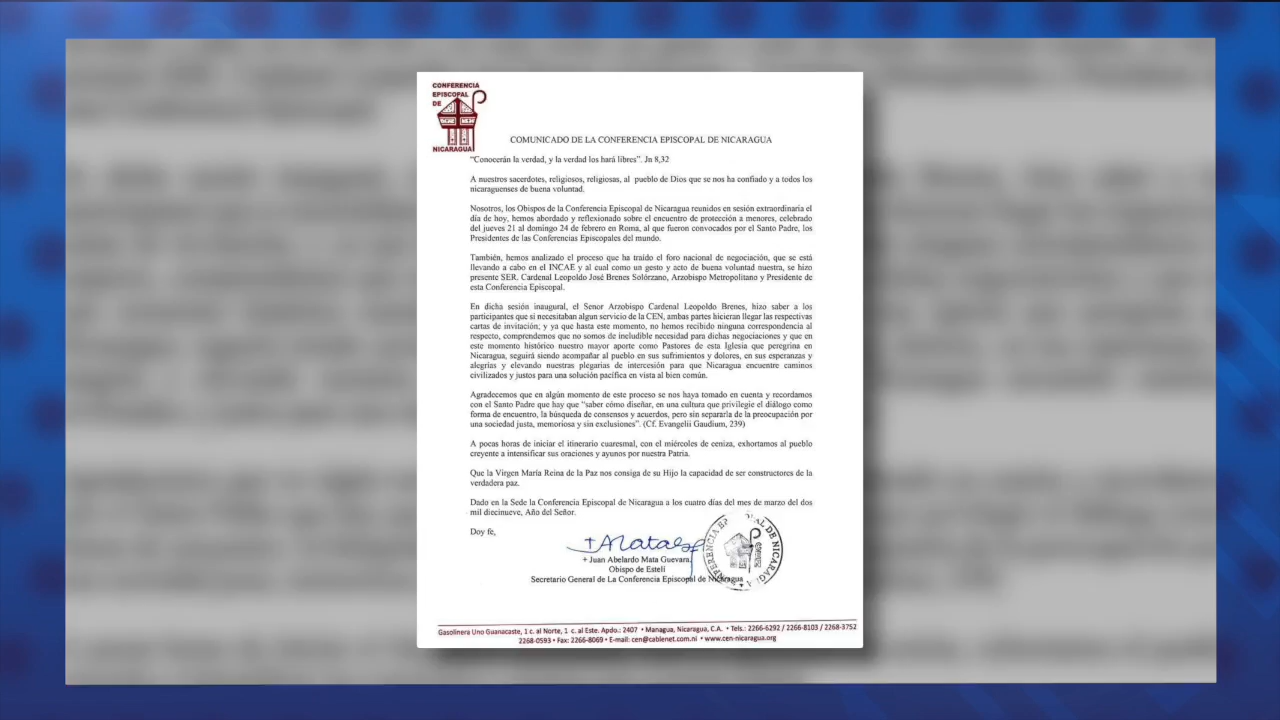 CONFERENCIA
EPISCOPAL
DE
NICARAGUA
COMUNICADO DE LA CONFERENCIA EPISCOPAL DE NICARAGUA
“Conocerán la verdad, y la verdad los hará libres”. Jn 8,32
A nuestros sacerdotes, religiosos, religiosas, al pueblo de Dios que se nos ha confiado y a todos los
nicaraguenses de buena voluntad.
Nosotros, los Obispos de la Conferencia Episcopal de Nicaragua reunidos en sesión extraordinaria el
día de hoy, hemos abordado y reflexionado sobre el encuentro de protección a menores, celebrado
del jueves 21 al domingo 24 de febrero en Roma, al que fueron convocados por el Santo Padre, los
Presidentes de las Conferencias Episcopales del mundo.
También, hemos analizado el proceso que ha traído el foro nacional de negociación, que se está
llevando a cabo en el INCAE y al cual como un gesto y acto de buena voluntad nuestra, se hizo
presente SER. Cardenal Leopoldo José Brenes Solórzano, Arzobispo Metropolitano y Presidente de
esta Conferencia Episcopal.
En dicha sesión inaugural, el Senor Arzobispo Cardenal Leopoldo Brenes, hizo saber a los
participantes que si necesitaban algun servicio de la CEN, ambas partes hicieran llegar las respectivas
cartas de invitación; y ya que hasta este momento, no hemos recibido ninguna correspondencia al
respecto, comprendemos que no somos de ineludible necesidad para dichas negociaciones y que en
este momento histórico nuestro mayor aporte como Pastores de esta Iglesia que peregrina en
Nicaragua, seguirá siendo acompañar al pueblo en sus sufrimientos y dolores, en sus esperanzas y
alegrías y elevando nuestras plegarias de intercesión para que Nicaragua encuentre caminos
civilizados y justos para una solución pacífica en vista al bien común.
Agradecemos que en algún momento de este proceso se nos haya tomado en cuenta y recordamos
con el Santo Padre que hay que “saber cómo diseñar, en una cultura que privilegie el diálogo como
forma de encuentro, la búsqueda de consensos y acuerdos, pero sin separarla de la preocupación por
una sociedad justa, memoriosa y sin exclusiones”. (Cf. Evangelii Gaudium, 239)
A pocas horas de iniciar el itinerario cuaresmal, con el miércoles de ceniza, exhortamos al pueblo
creyente a intensificar sus oraciones y ayunos por nuestra Patria.
Que la Virgen María Reina de la Paz nos consiga de su Hijo la capacidad de ser constructores de la
verdadera paz.
Dado en la Sede la Conferencia Episcopal de Nicaragua a los cuatro días del mes de marzo del dos
mil diecinueve, Año del Señor.
Doy fe,
+ Juan Abelardo Mata Guevara,
Obispo de Estelí
Secretario General de La Conferencia Episcopal de Nicaragua
CONFERENCIA EPISCOPAL DE NICARAGUA
Gasolinera Uno Guanacaste, 1 c. al Norte, 1 c. al Este. Apdo.: 2407 • Managua, Nicaragua, C.A. • Tels.: 2266-6292 / 2266-8103 / 2268-3752
2268-0593 • Fax: 2266-8069 • E-mail: cen@cablenet.com.ni • www.cen-nicaragua.org